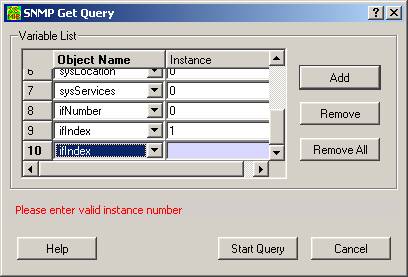 SNMP Get Query
Variable List
Object Name Instance
6 sysLocation 0
7 sysServices 0
8 ifNumber 0
9 ifIndex 1
10 ifIndex
Add
Remove
Remove All
Please enter valid instance number
Help Start Query Cancel